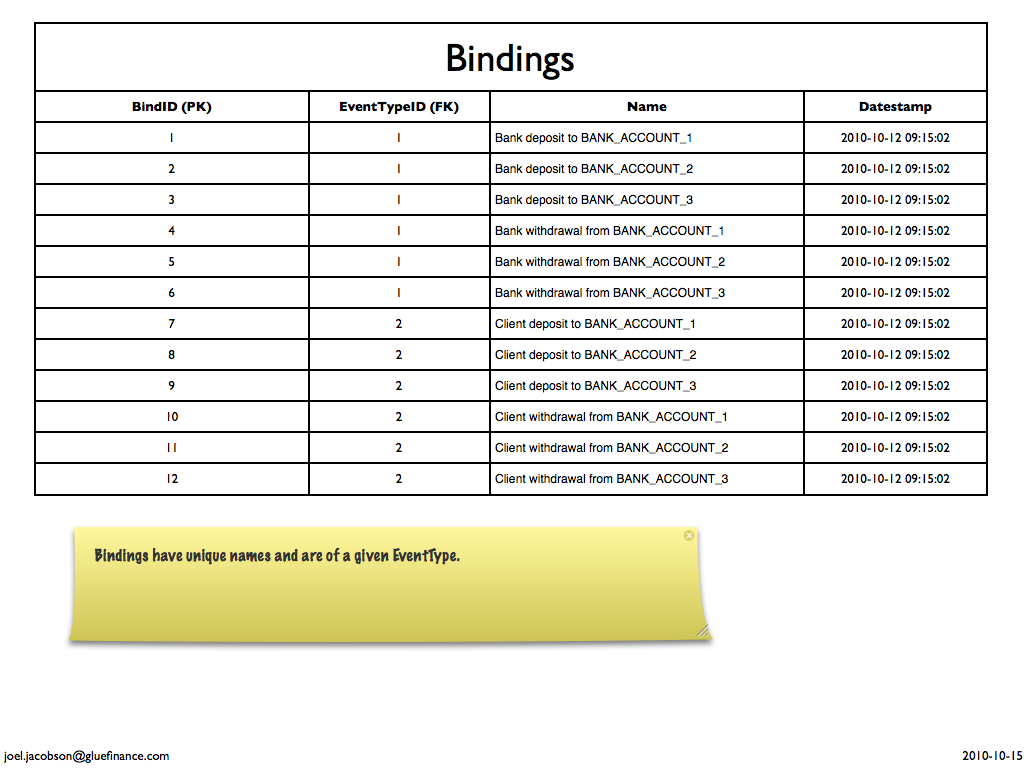 Bindings
BindID (PK) EventTypeID (FK) Name Datestamp
1 1 Bank deposit to BANK_ACCOUNT_1 2010-10-12 09:15:02
2 1 Bank deposit to BANK_ACCOUNT_2 2010-10-12 09:15:02
3 1 Bank deposit to BANK_ACCOUNT_3 2010-10-12 09:15:02
4 1 Bank withdrawal from BANK_ACCOUNT_1 2010-10-12 09:15:02
5 1 Bank withdrawal from BANK_ACCOUNT_2 2010-10-12 09:15:02
6 1 Bank withdrawal from BANK_ACCOUNT_3 2010-10-12 09:15:02
7 2 Client deposit to BANK_ACCOUNT_1 2010-10-12 09:15:02
8 2 Client deposit to BANK_ACCOUNT_2 2010-10-12 09:15:02
9 2 Client deposit to BANK_ACCOUNT_3 2010-10-12 09:15:02
10 2 Client withdrawal from BANK_ACCOUNT_1 2010-10-12 09:15:02
11 2 Client withdrawal from BANK_ACCOUNT_2 2010-10-12 09:15:02
12 2 Client withdrawal from BANK_ACCOUNT_3 2010-10-12 09:15:02
Bindings have unique names and are of a given EventType.
joel.jacobson@gluefinance.com 2010-10-15